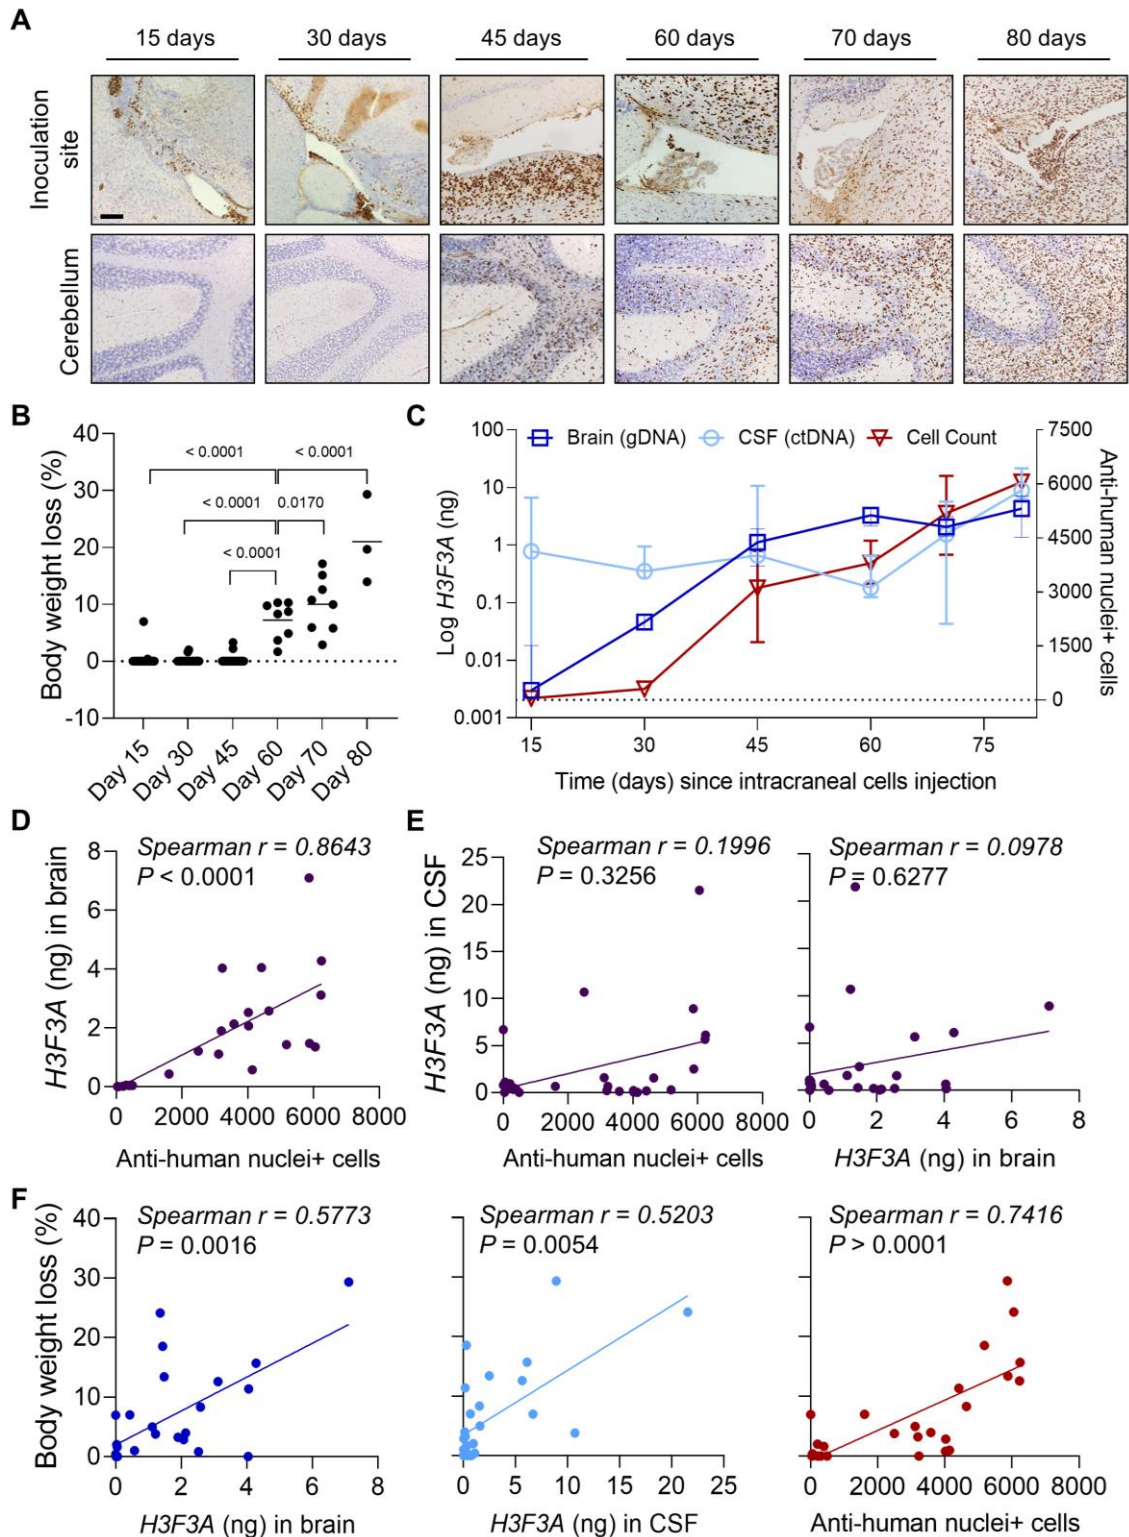 A
15 days 30 days 45 days 60 days 70 days 80 days
Inoculation site
Cerebellum
B
Body weight loss (%)
40
30
20
10
0
-10
< 0.0001 < 0.0001
< 0.0001 0.0170
< 0.0001
Day 15 Day 30 Day 45 Day 60 Day 70 Day 80
C
Brain (gDNA) CSF (ctDNA) Cell Count
Log H3F3A (ng)
100
10
1
0.1
0.01
0.001
7500
6000
4500
3000
1500
0
Anti-human nuclei+ cells
15 30 45 60 75
Time (days) since intracraneal cells injection
D
Spearman r = 0.8643
P < 0.0001
H3F3A (ng) in brain
8
6
4
2
0
0 2000 4000 6000 8000
Anti-human nuclei+ cells
E
Spearman r = 0.1996
P = 0.3256
H3F3A (ng) in CSF
25
20
15
10
5
0
0 2000 4000 6000 8000
Anti-human nuclei+ cells
Spearman r = 0.0978
P = 0.6277
0 2 4 6 8
H3F3A (ng) in brain
F
Spearman r = 0.5773
P = 0.0016
Body weight loss (%)
40
30
20
10
0
0 2 4 6 8
H3F3A (ng) in brain
Spearman r = 0.5203
P = 0.0054
0 5 10 15 20 25
H3F3A (ng) in CSF
Spearman r = 0.7416
P > 0.0001
0 2000 4000 6000 8000
Anti-human nuclei+ cells